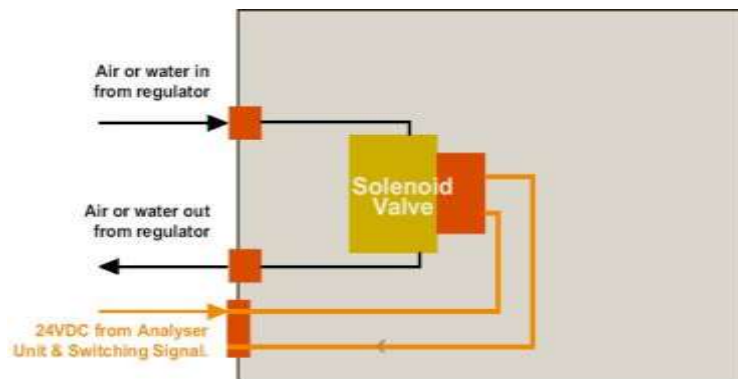 Air or water in
from regulator
Solenoid
Valve
Air or water out
from regulator
24VDC from Analyser
Unit & Switching Signal.